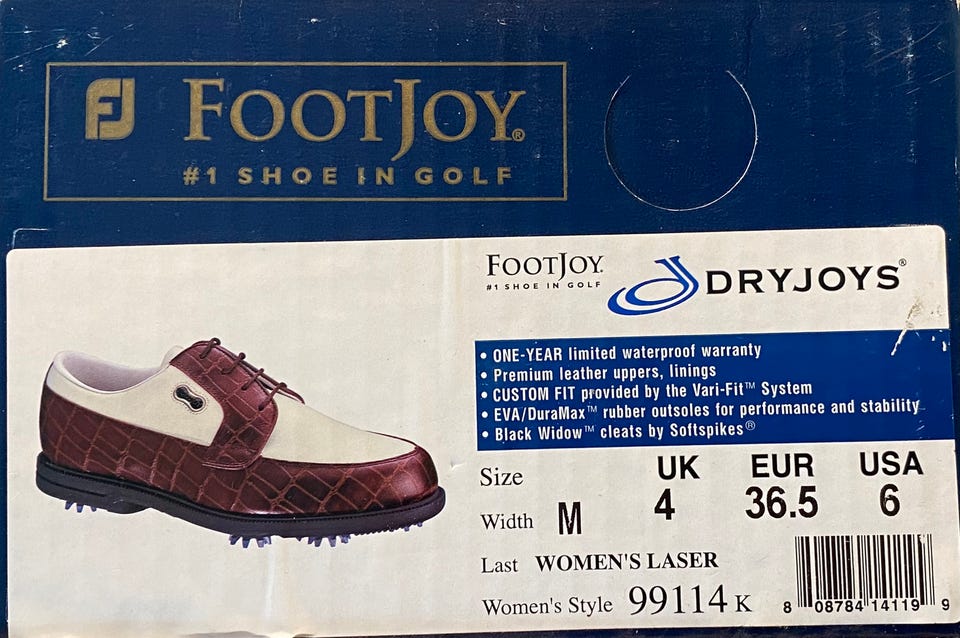 FJ FOOTJOY®
#1 SHOE IN GOLF
FOOTJOY®
#1 SHOE IN GOLF
DRYJOYS®
• ONE-YEAR limited waterproof warranty
• Premium leather uppers, linings
• CUSTOM FIT provided by the Vari-Fit™ System
• EVA/DuraMax™ rubber outsoles for performance and stability
• Black Widow™ cleats by Softspikes®
Size UK EUR USA
4 36.5 6
Width M
Last WOMEN'S LASER
Women's Style 99114 K
8 08784 14119 9